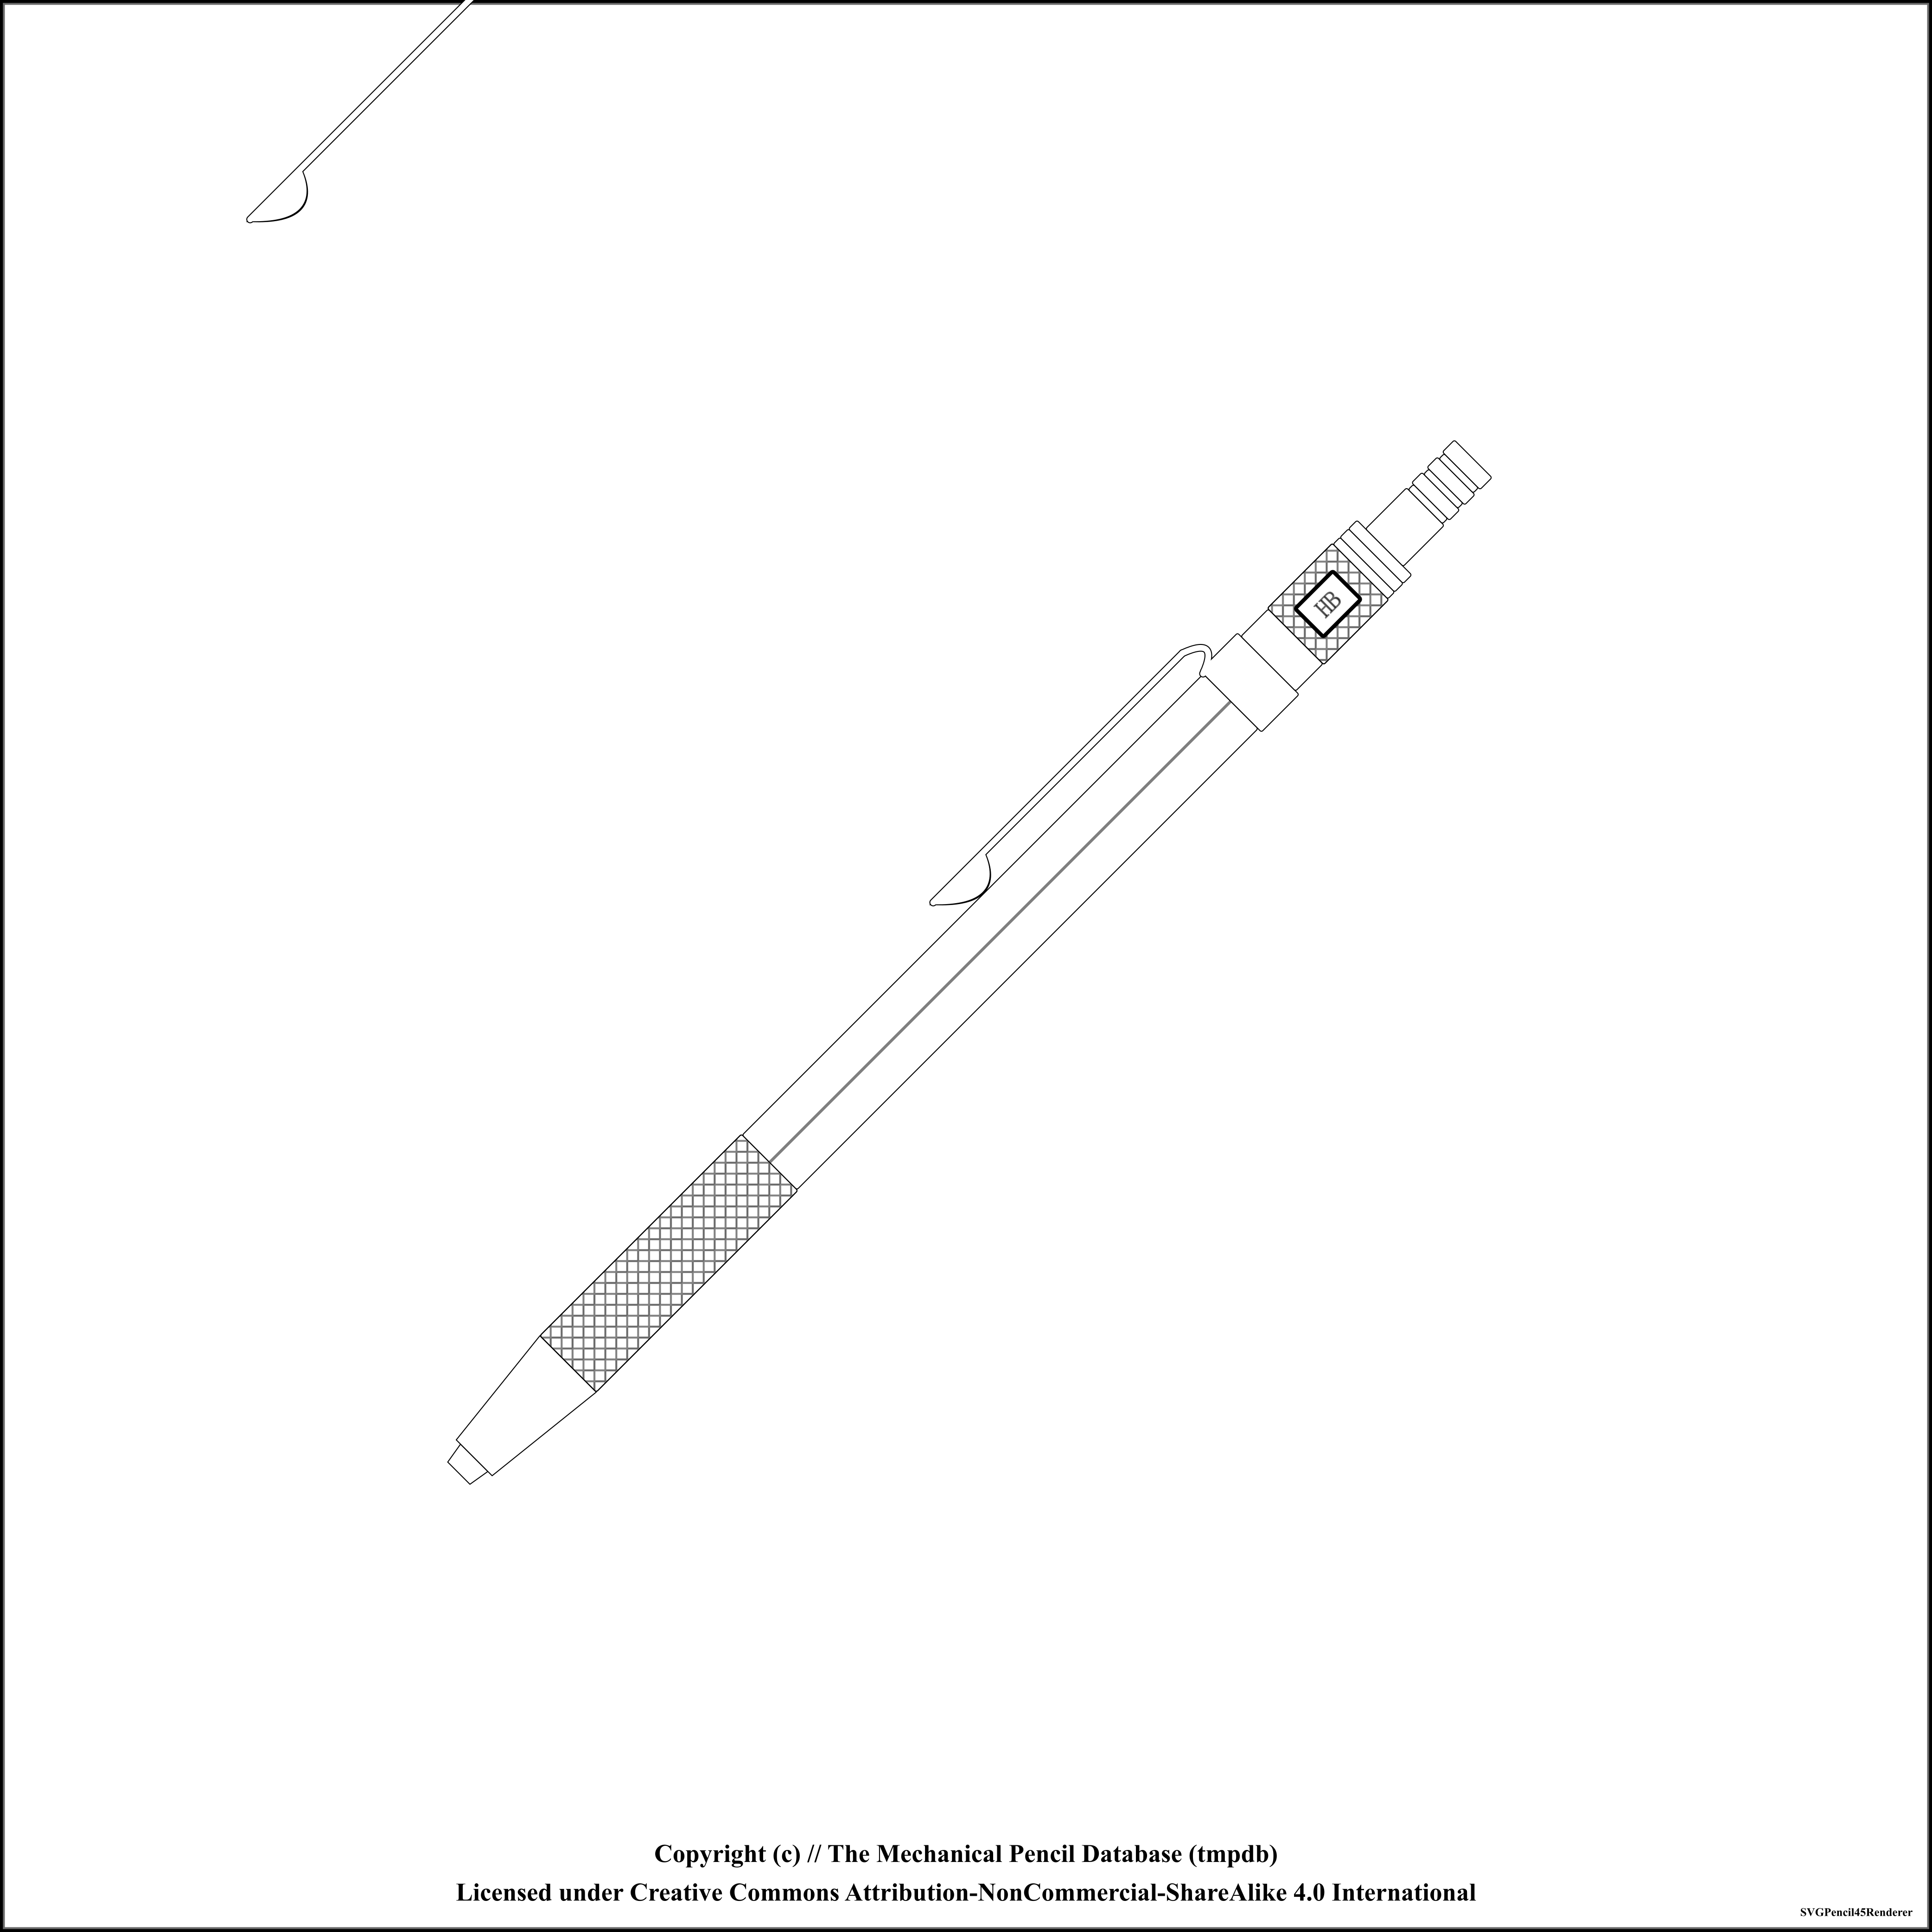 HB
Copyright (c) // The Mechanical Pencil Database (tmpdb)
Licensed under Creative Commons Attribution-NonCommercial-ShareAlike 4.0 International
SVGPencil45Renderer